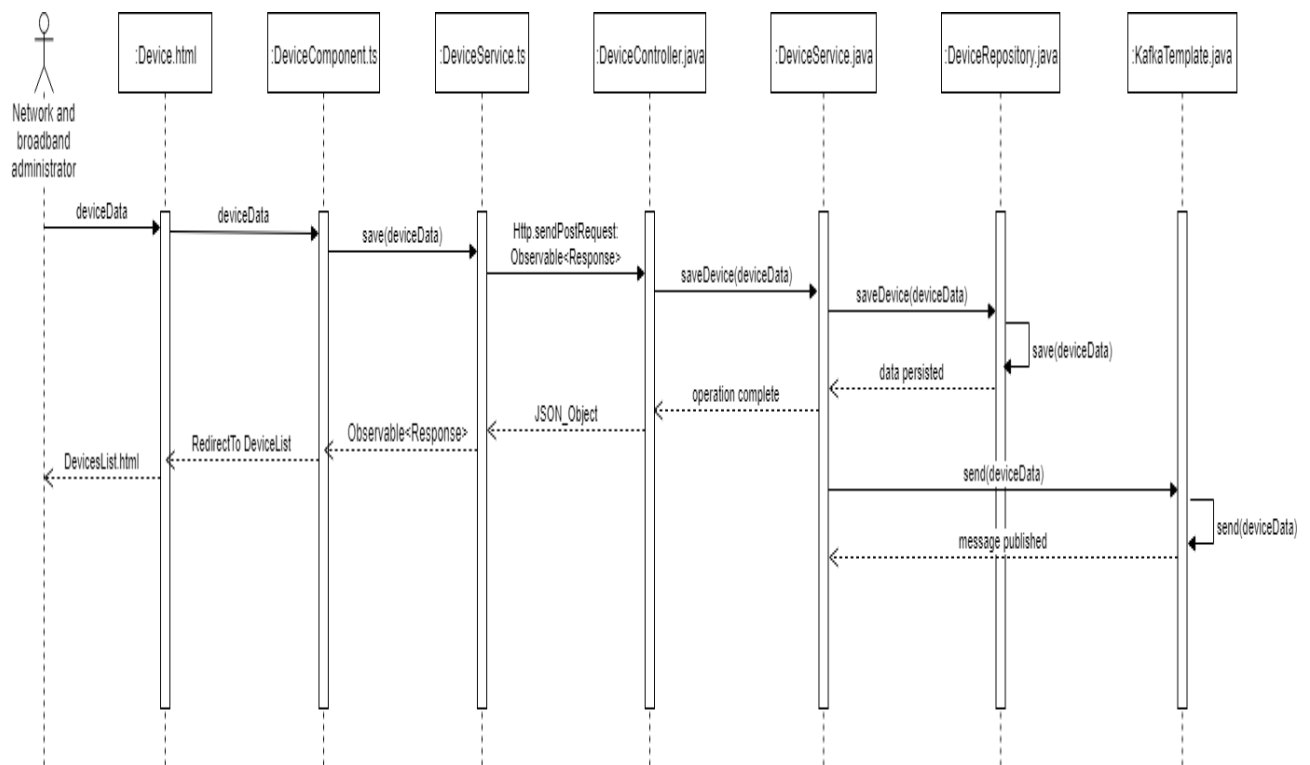 :Device.html
:DeviceComponent.ts
:DeviceService.ts
:DeviceController.java
:DeviceService.java
:DeviceRepository.java
:KafkaTemplate.java
Network and
broadband
administrator
deviceData
deviceData
save(deviceData)
Http.sendPostRequest:
Observable<Response>
saveDevice(deviceData)
saveDevice(deviceData)
save(deviceData)
data persisted
operation complete
JSON_Object
Observable<Response>
RedirectTo DeviceList
DevicesList.html
send(deviceData)
send(deviceData)
message published